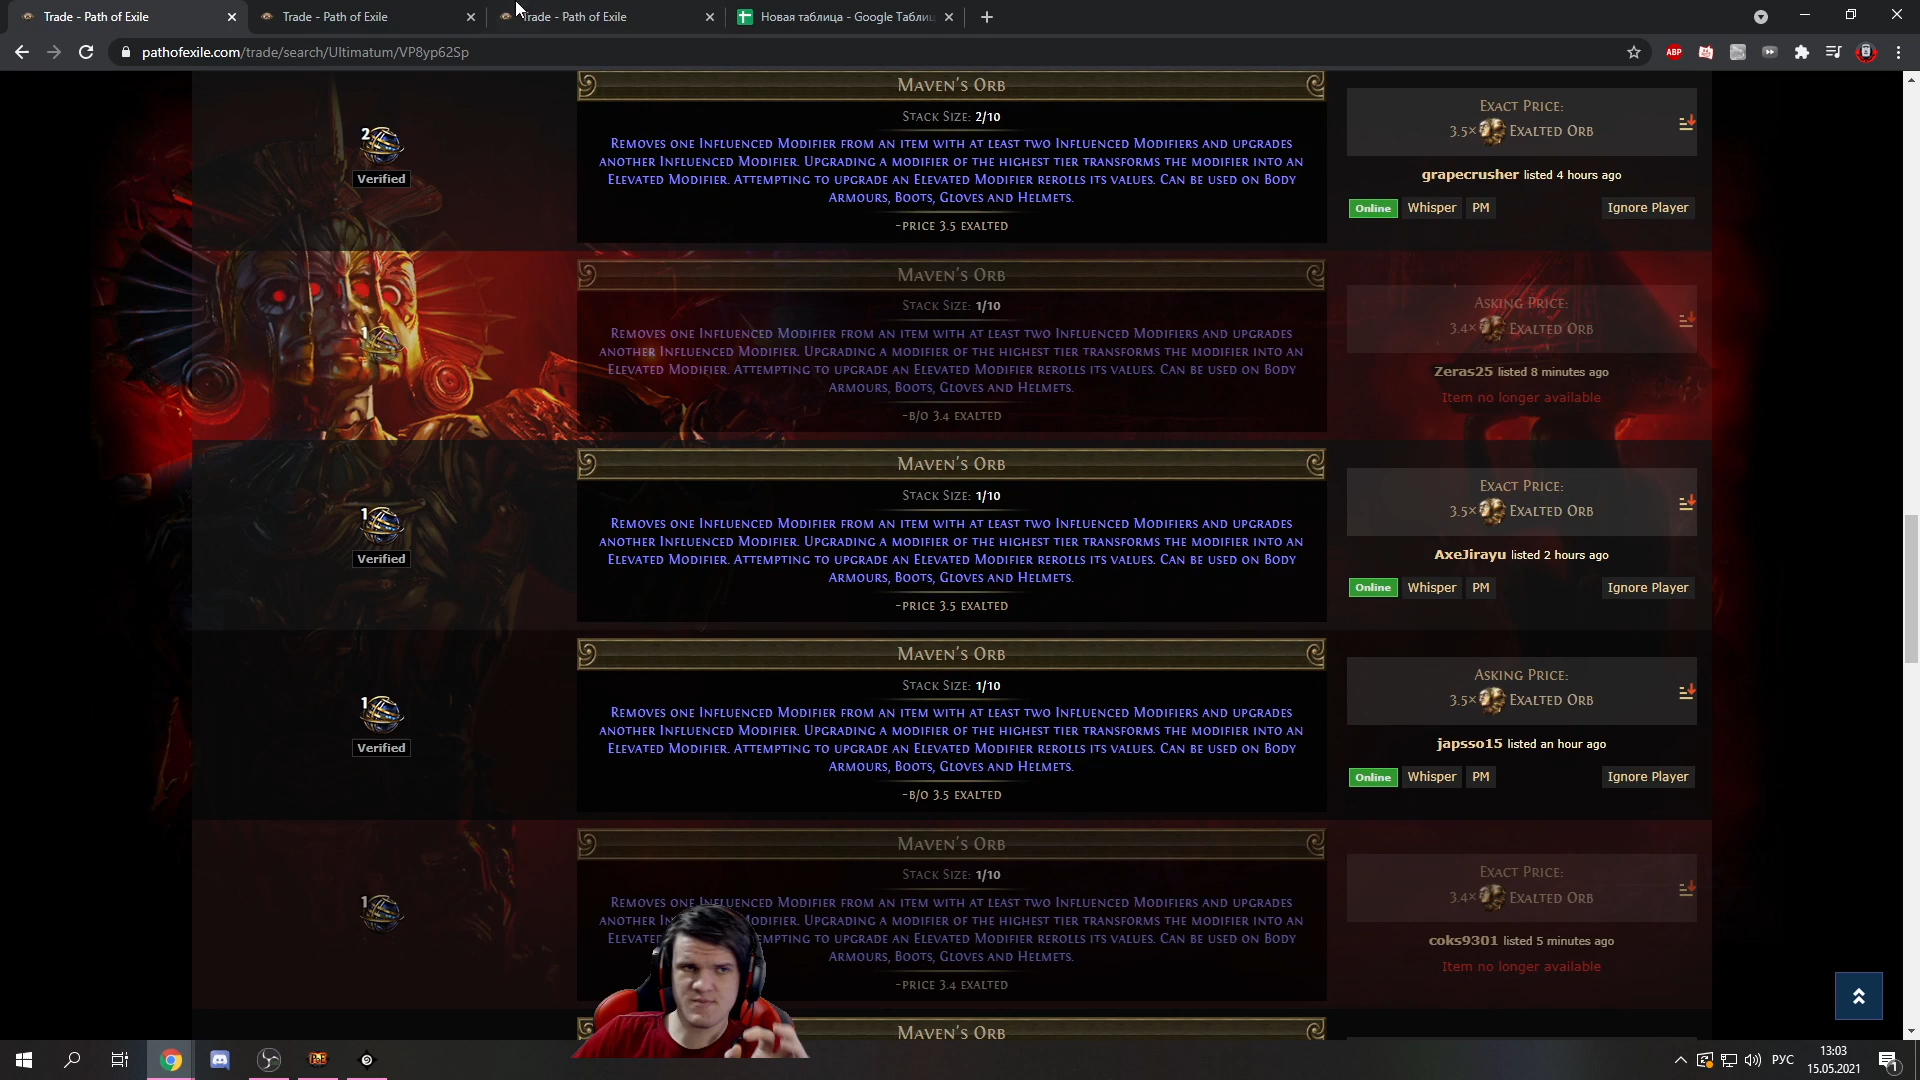 Trade - Path of Exile
Trade - Path of Exile
Trade - Path of Exile
Новая таблица - Google Таблиц
pathofexile.com/trade/search/Ultimatum/VP8yp62Sp
ABP
Maven's Orb
Stack Size: 2/10
Removes one Influenced Modifier from an item with at least two Influenced Modifiers and upgrades
another Influenced Modifier. Upgrading a modifier of the highest tier transforms the modifier into an
Elevated Modifier. Attempting to upgrade an Elevated Modifier rerolls its values. Can be used on Body
Armours, Boots, Gloves and Helmets.
~price 3.5 exalted
2
Verified
Exact Price:
3.5× Exalted Orb
grapecrusher listed 4 hours ago
Online Whisper PM Ignore Player
Maven's Orb
Stack Size: 1/10
Removes one Influenced Modifier from an item with at least two Influenced Modifiers and upgrades
another Influenced Modifier. Upgrading a modifier of the highest tier transforms the modifier into an
Elevated Modifier. Attempting to upgrade an Elevated Modifier rerolls its values. Can be used on Body
Armours, Boots, Gloves and Helmets.
~b/o 3.4 exalted
1
Asking Price:
3.4× Exalted Orb
Zeras25 listed 8 minutes ago
Item no longer available
Maven's Orb
Stack Size: 1/10
Removes one Influenced Modifier from an item with at least two Influenced Modifiers and upgrades
another Influenced Modifier. Upgrading a modifier of the highest tier transforms the modifier into an
Elevated Modifier. Attempting to upgrade an Elevated Modifier rerolls its values. Can be used on Body
Armours, Boots, Gloves and Helmets.
~price 3.5 exalted
1
Verified
Exact Price:
3.5× Exalted Orb
AxeJirayu listed 2 hours ago
Online Whisper PM Ignore Player
Maven's Orb
Stack Size: 1/10
Removes one Influenced Modifier from an item with at least two Influenced Modifiers and upgrades
another Influenced Modifier. Upgrading a modifier of the highest tier transforms the modifier into an
Elevated Modifier. Attempting to upgrade an Elevated Modifier rerolls its values. Can be used on Body
Armours, Boots, Gloves and Helmets.
~b/o 3.5 exalted
1
Verified
Asking Price:
3.5× Exalted Orb
japsso15 listed an hour ago
Online Whisper PM Ignore Player
Maven's Orb
Stack Size: 1/10
Removes one Influenced Modifier from an item with at least two Influenced Modifiers and upgrades
another In Modifier. Upgrading a modifier of the highest tier transforms the modifier into an
Elevate empting to upgrade an Elevated Modifier rerolls its values. Can be used on Body
Armours, Boots, Gloves and Helmets.
~price 3.4 exalted
1
Exact Price:
3.4× Exalted Orb
coks9301 listed 5 minutes ago
Item no longer available
Maven's Orb
PoE
РУС
13:03
15.05.2021
1